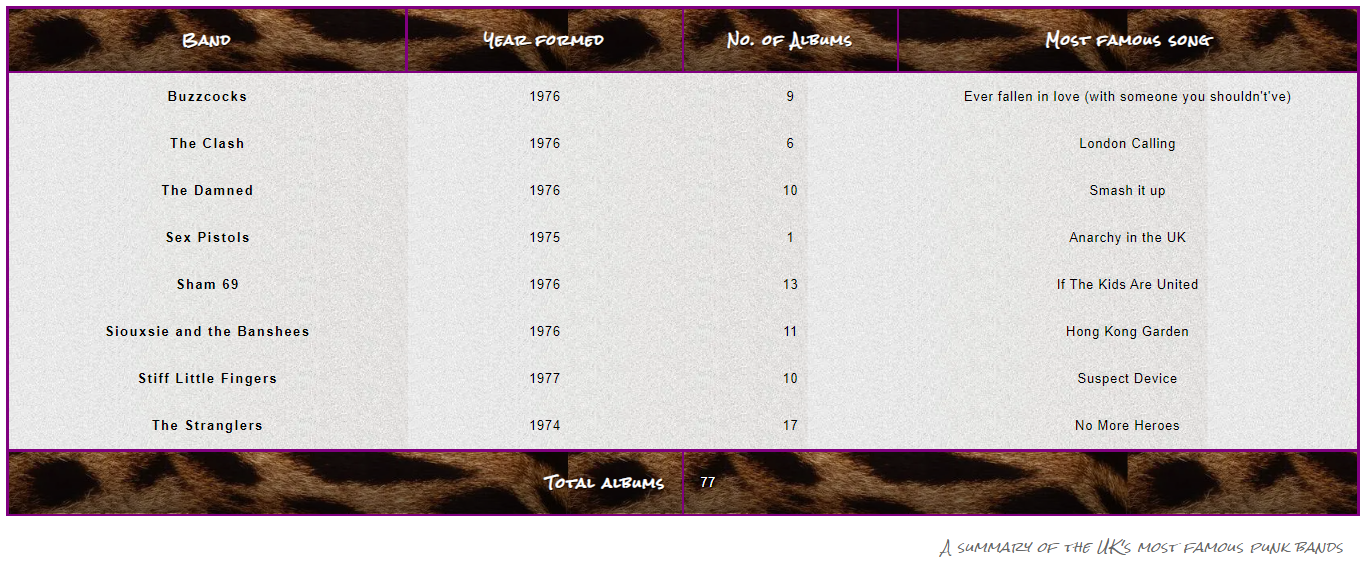 Band Year formed No. of Albums Most famous song
Buzzcocks 1976 9 Ever fallen in love (with someone you shouldn't've)
The Clash 1976 6 London Calling
The Damned 1976 10 Smash it up
Sex Pistols 1975 1 Anarchy in the UK
Sham 69 1976 13 If The Kids Are United
Siouxsie and the Banshees 1976 11 Hong Kong Garden
Stiff Little Fingers 1977 10 Suspect Device
The Stranglers 1974 17 No More Heroes
Total albums 77
A summary of the UK's most famous punk bands